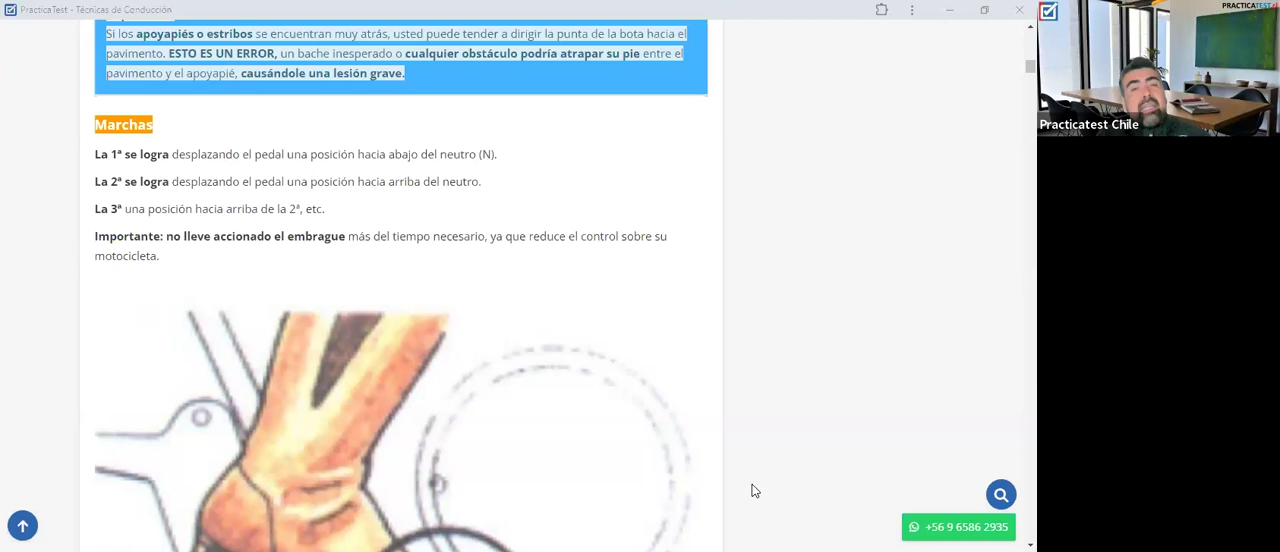 PracticaTest - Técnicas de Conducción
PRACTICATEST.cl
Si los apoyapiés o estribos se encuentran muy atrás, usted puede tender a dirigir la punta de la bota hacia el
pavimento. ESTO ES UN ERROR, un bache inesperado o cualquier obstáculo podría atrapar su pie entre el
pavimento y el apoyapié, causándole una lesión grave.
Marchas
Practicatest Chile
La 1ª se logra desplazando el pedal una posición hacia abajo del neutro (N).
La 2ª se logra desplazando el pedal una posición hacia arriba del neutro.
La 3ª una posición hacia arriba de la 2ª, etc.
Importante: no lleve accionado el embrague más del tiempo necesario, ya que reduce el control sobre su
motocicleta.
+56 9 6586 2935